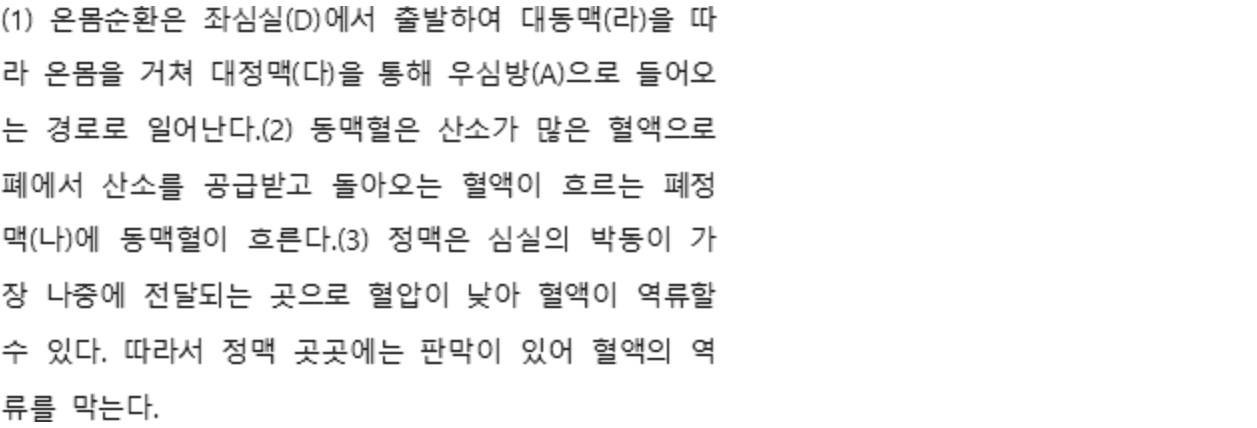 (1) 온몸순환은 좌심실(D)에서 출발하여 대동맥(라)을 따
라 온몸을 거쳐 대정맥(다)을 통해 우심방(A)으로 들어오
는 경로로 일어난다.(2) 동맥혈은 산소가 많은 혈액으로
폐에서 산소를 공급받고 돌아오는 혈액이 흐르는 폐정
맥(나)에 동맥혈이 흐른다.(3) 정맥은 심실의 박동이 가
장 나중에 전달되는 곳으로 혈압이 낮아 혈액이 역류할
수 있다. 따라서 정맥 곳곳에는 판막이 있어 혈액의 역
류를 막는다.